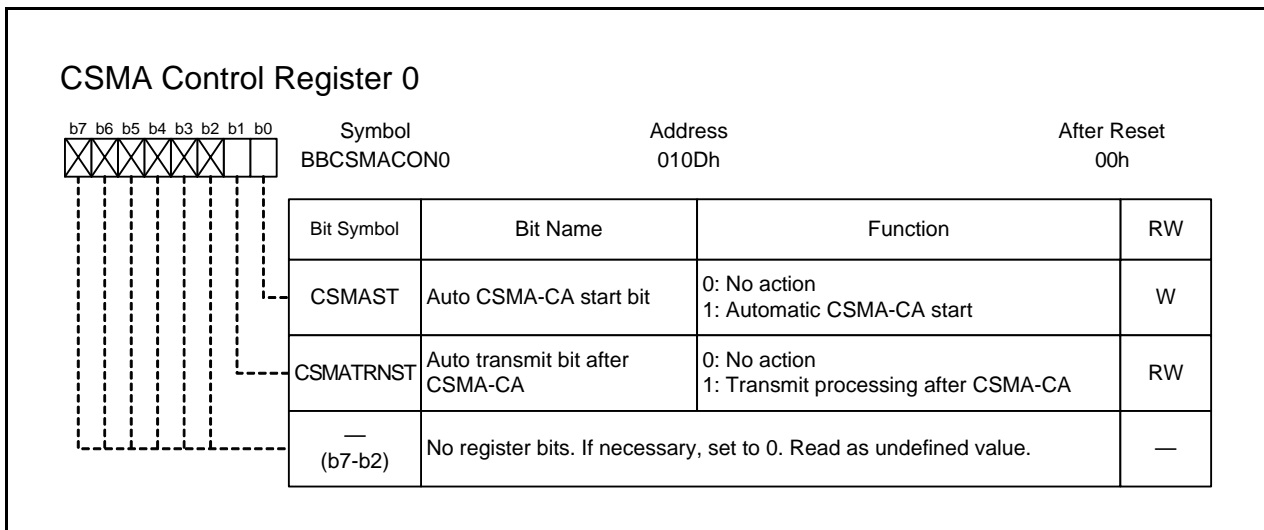 CSMA Control Register 0
b7 b6 b5 b4 b3 b2 b1 b0
Symbol Address After Reset
BBCSMACON0 010Dh 00h
Bit Symbol Bit Name Function RW
CSMAST Auto CSMA-CA start bit 0: No action
1: Automatic CSMA-CA start W
CSMATRNST Auto transmit bit after
CSMA-CA 0: No action
1: Transmit processing after CSMA-CA RW
—
(b7-b2) No register bits. If necessary, set to 0. Read as undefined value. —